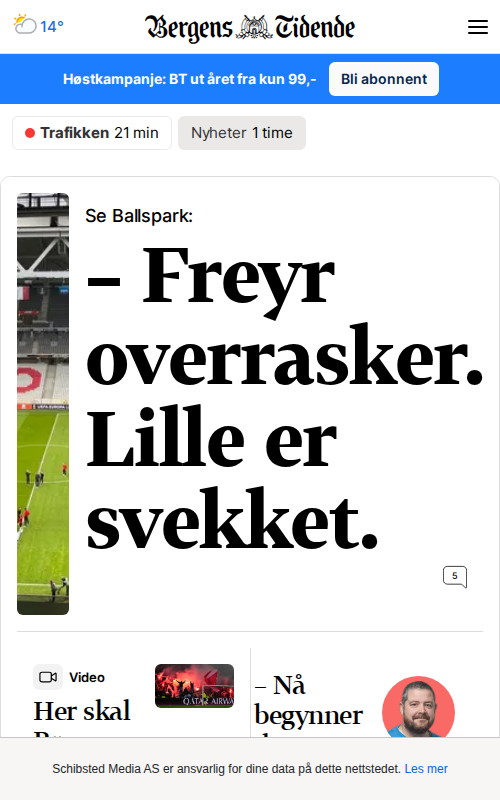 14°
Bergens Tidende
Høstkampanje: BT ut året fra kun 99,-
Bli abonnent
Trafikken 21 min
Nyheter 1 time
Se Ballspark:
– Freyr
overrasker.
Lille er
svekket.
5
Video
Her skal
QATAR AIRWA
– Nå
begynner
Schibsted Media AS er ansvarlig for dine data på dette nettstedet. Les mer